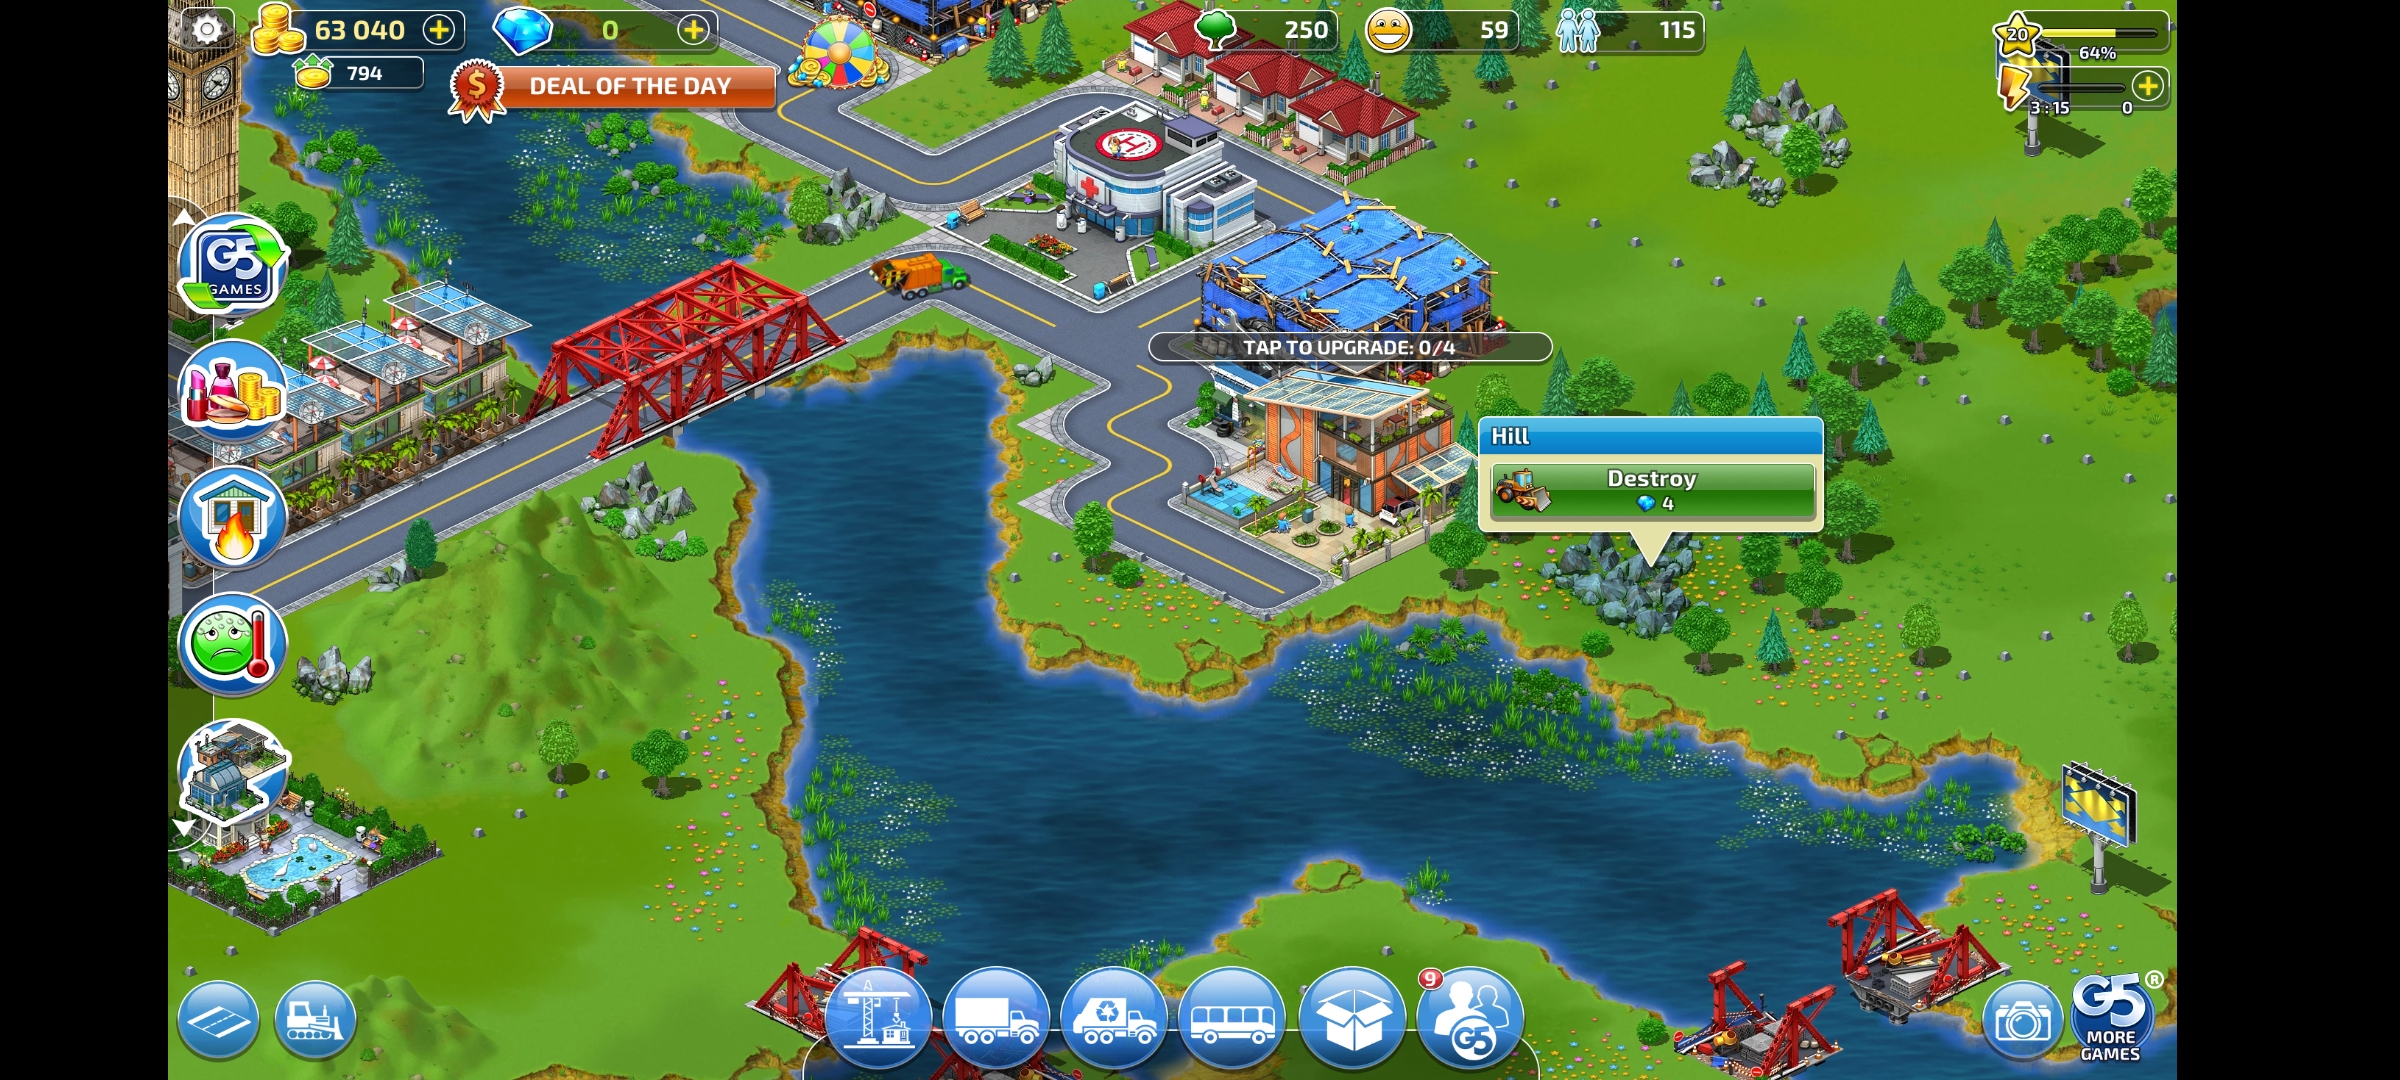 63 040
0
250
59
115
20
64%
794
DEAL OF THE DAY
3:15
0
H
G5
GAMES
TAP TO UPGRADE: 0/4
Hill
Destroy
4
A
9
G5
G5 ®
MORE
GAMES